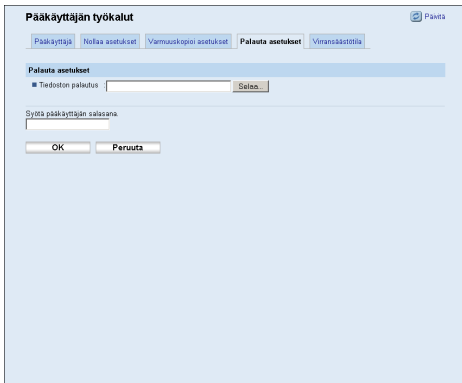 Pääkäyttäjän työkalut
Päivitä
Pääkäyttäjä Nollaa asetukset Varmuuskopioi asetukset Palauta asetukset Virransäästötila
Palauta asetukset
Tiedoston palautus : Selaa...
Syötä pääkäyttäjän salasana.
OK Peruuta